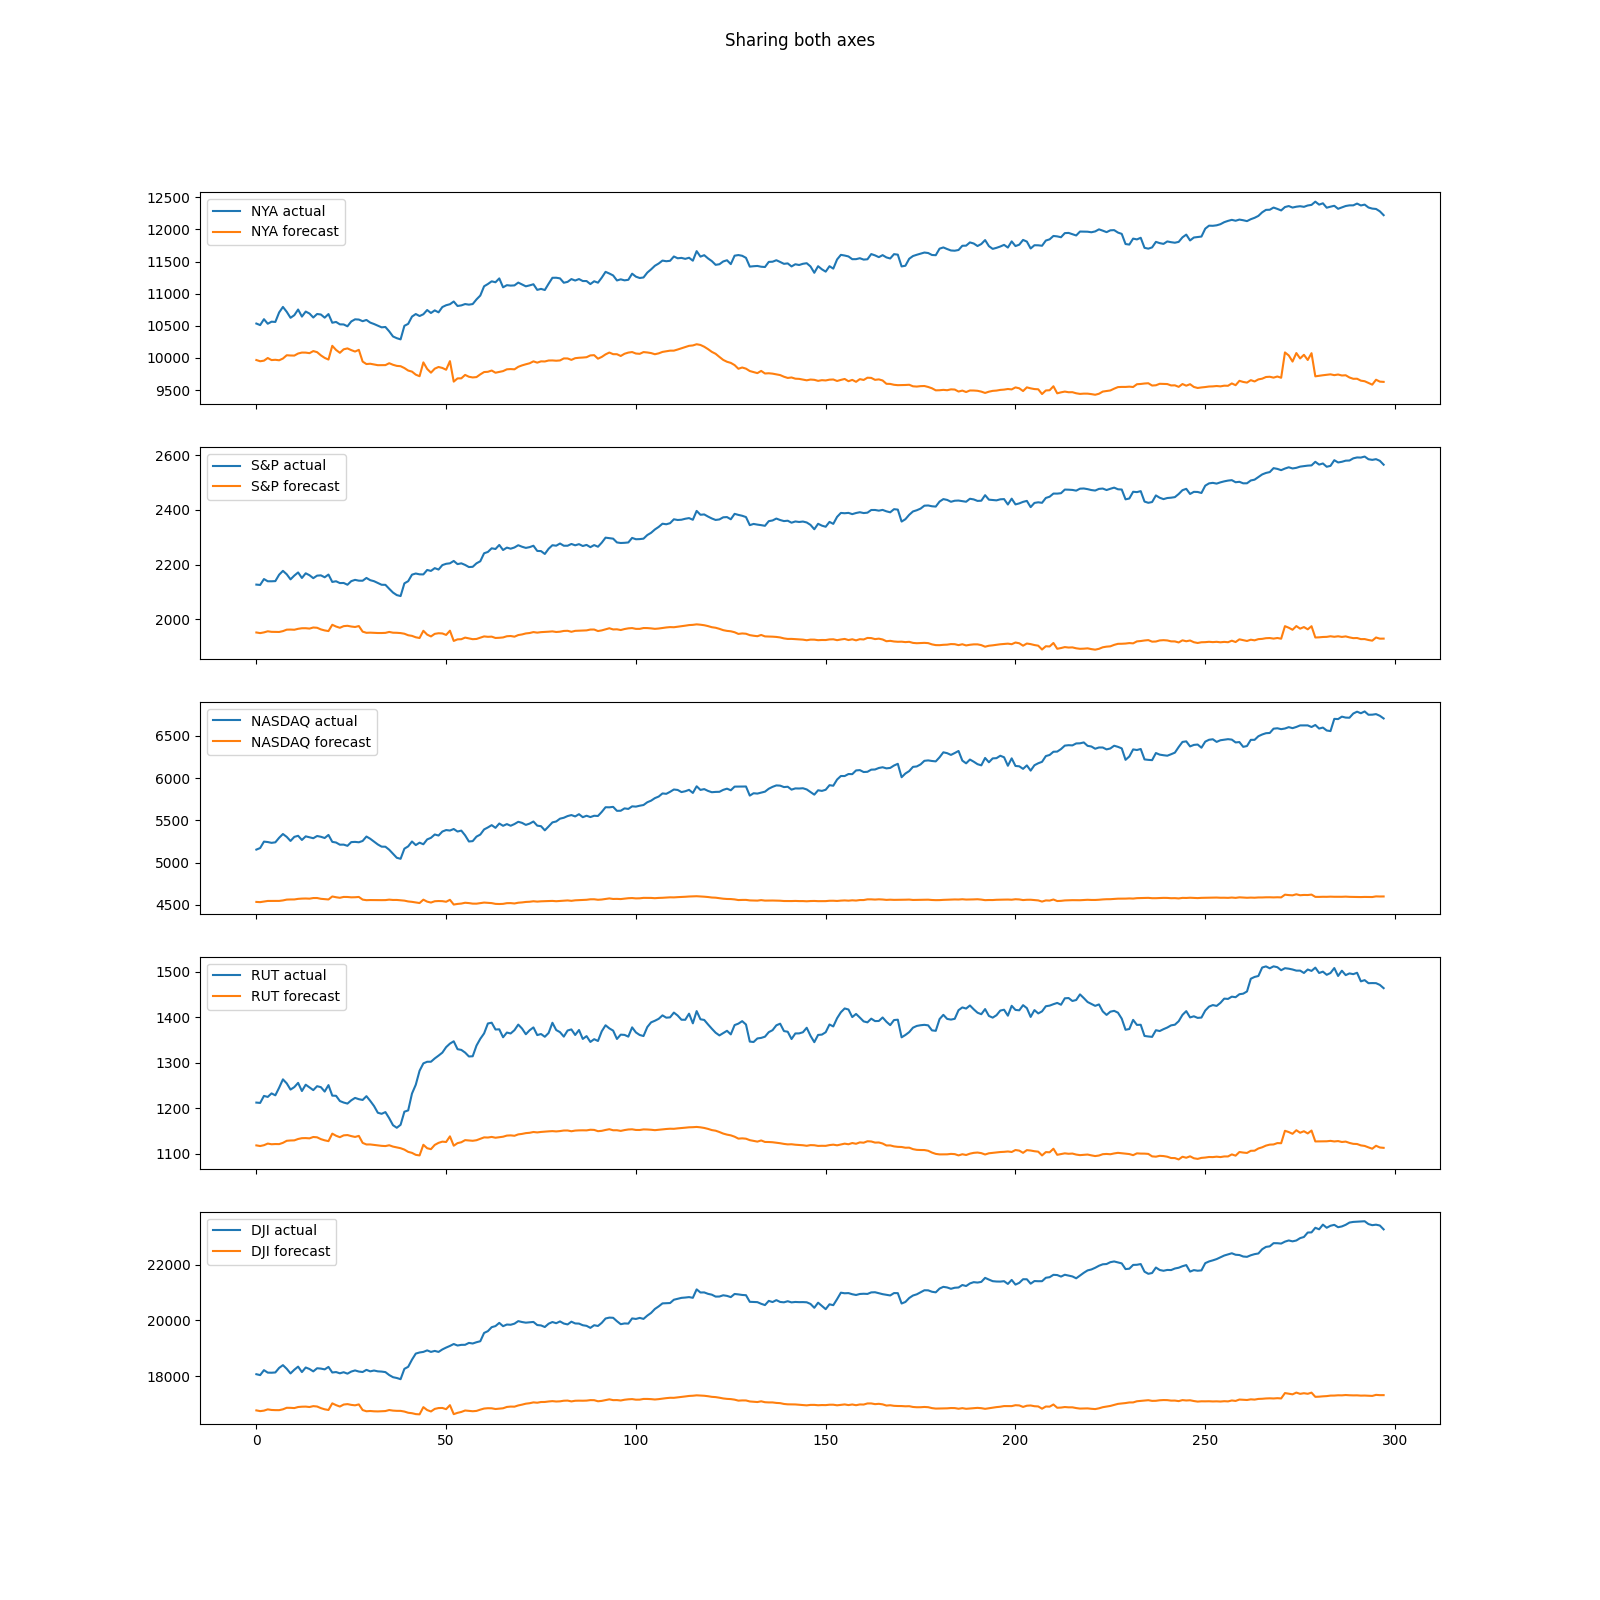 Sharing both axes
12500
12000
11500
11000
10500
10000
9500
NYA actual
NYA forecast
2600
2400
2200
2000
S&P actual
S&P forecast
6500
6000
5500
5000
4500
NASDAQ actual
NASDAQ forecast
1500
1400
1300
1200
1100
RUT actual
RUT forecast
22000
20000
18000
DJI actual
DJI forecast
0 50 100 150 200 250 300